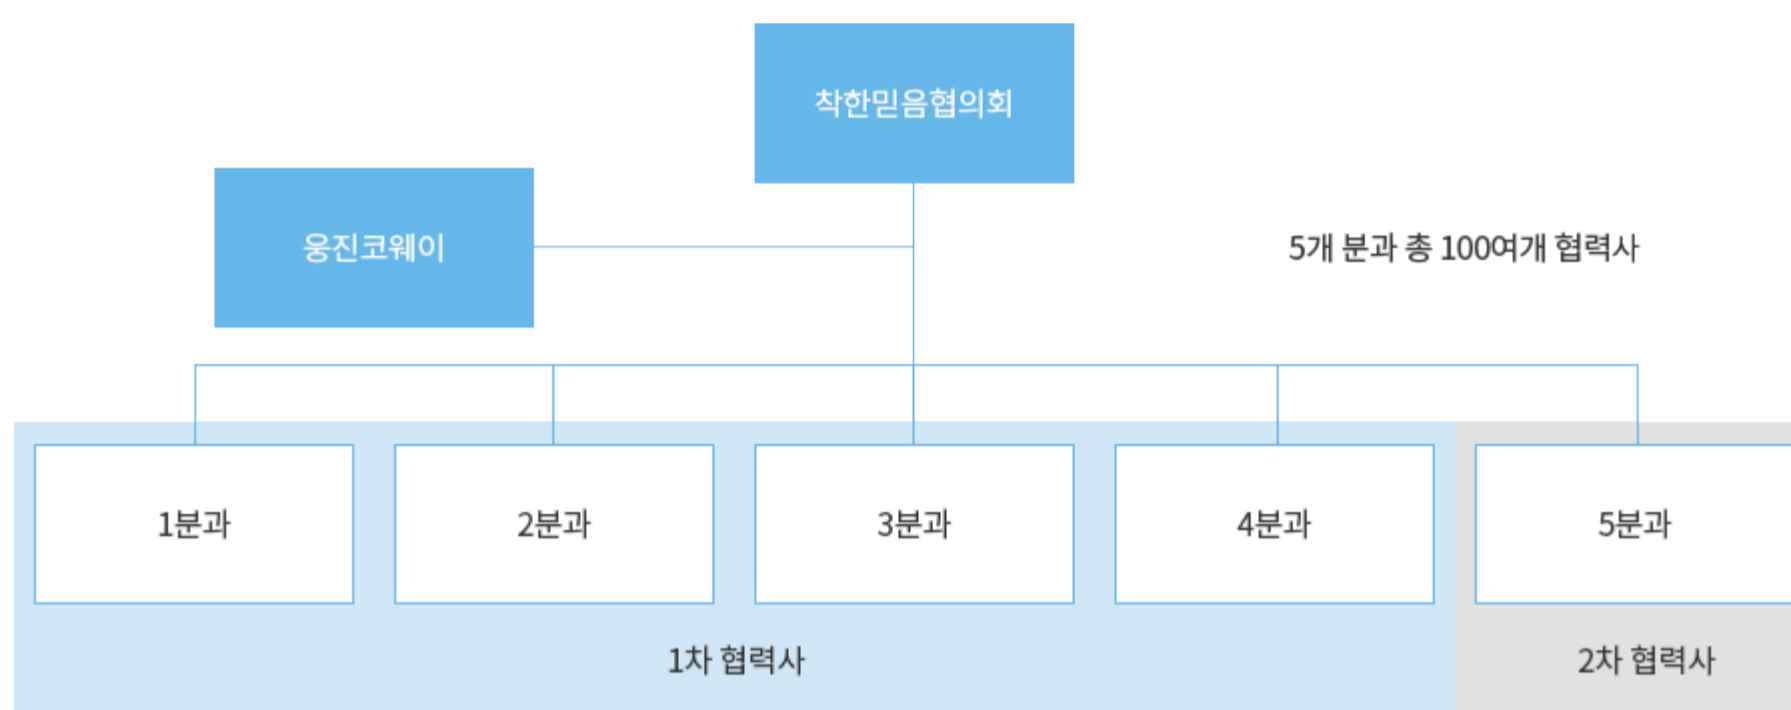 착한믿음협의회
웅진코웨이
5개 분과 총 100여개 협력사
1분과
2분과
3분과
4분과
5분과
1차 협력사
2차 협력사